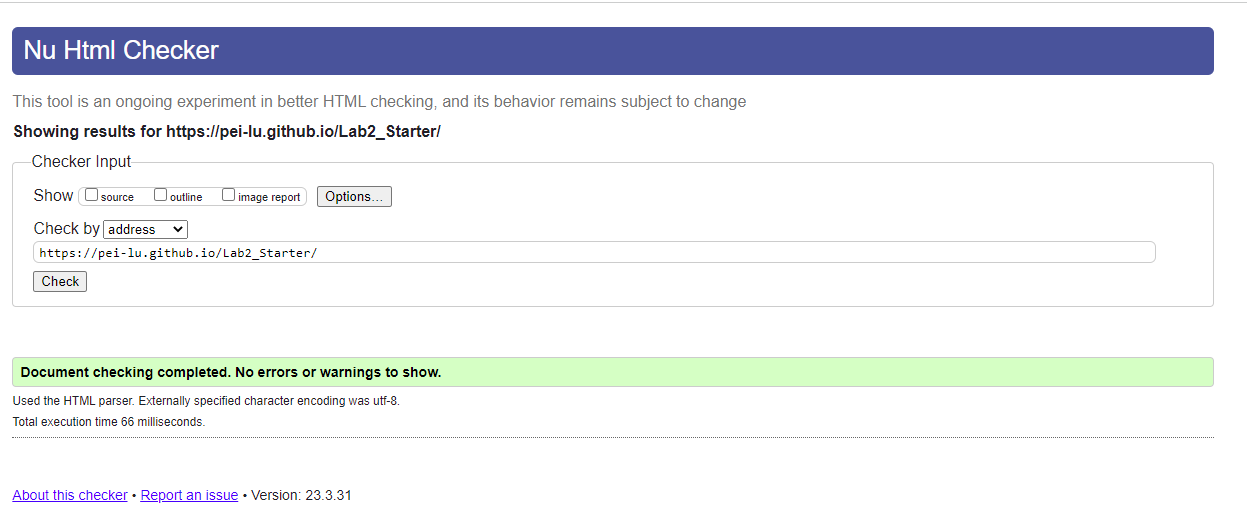 Nu Html Checker
This tool is an ongoing experiment in better HTML checking, and its behavior remains subject to change
Showing results for https://pei-lu.github.io/Lab2_Starter/
Checker Input
Show source outline image report Options...
Check by address
https://pei-lu.github.io/Lab2_Starter/
Check
Document checking completed. No errors or warnings to show.
Used the HTML parser. Externally specified character encoding was utf-8.
Total execution time 66 milliseconds.
About this checker • Report an issue • Version: 23.3.31